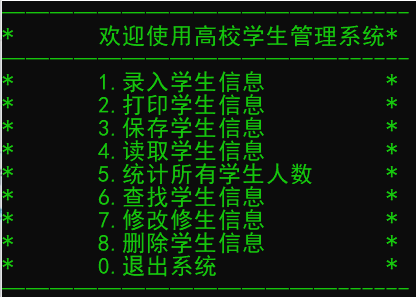 ----------------------------------
* 欢迎使用高校学生管理系统*
----------------------------------
* 1.录入学生信息 *
* 2.打印学生信息 *
* 3.保存学生信息 *
* 4.读取学生信息 *
* 5.统计所有学生人数 *
* 6.查找学生信息 *
* 7.修改修生信息 *
* 8.删除学生信息 *
* 0.退出系统 *
----------------------------------